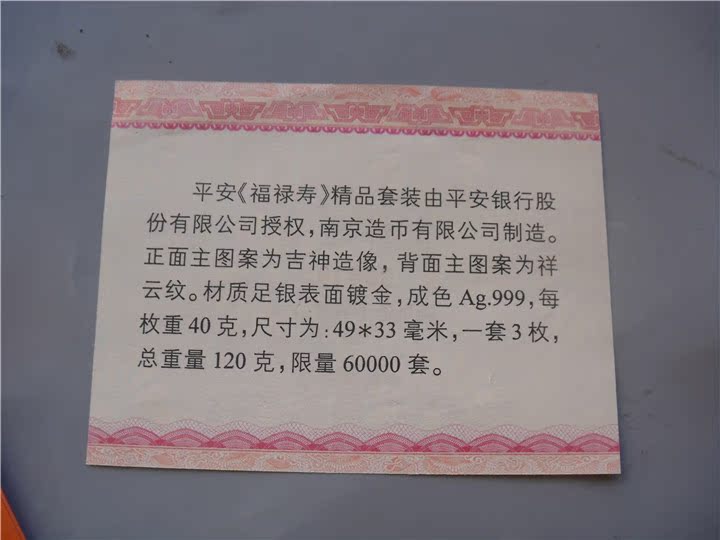 平安《福禄寿》精品套装由平安银行股
份有限公司授权，南京造币有限公司制造。
正面主图案为吉神造像，背面主图案为祥
云纹。材质足银表面镀金，成色 Ag.999，每
枚重 40 克，尺寸为：49*33 毫米，一套 3 枚，
总重量 120 克，限量 60000 套。